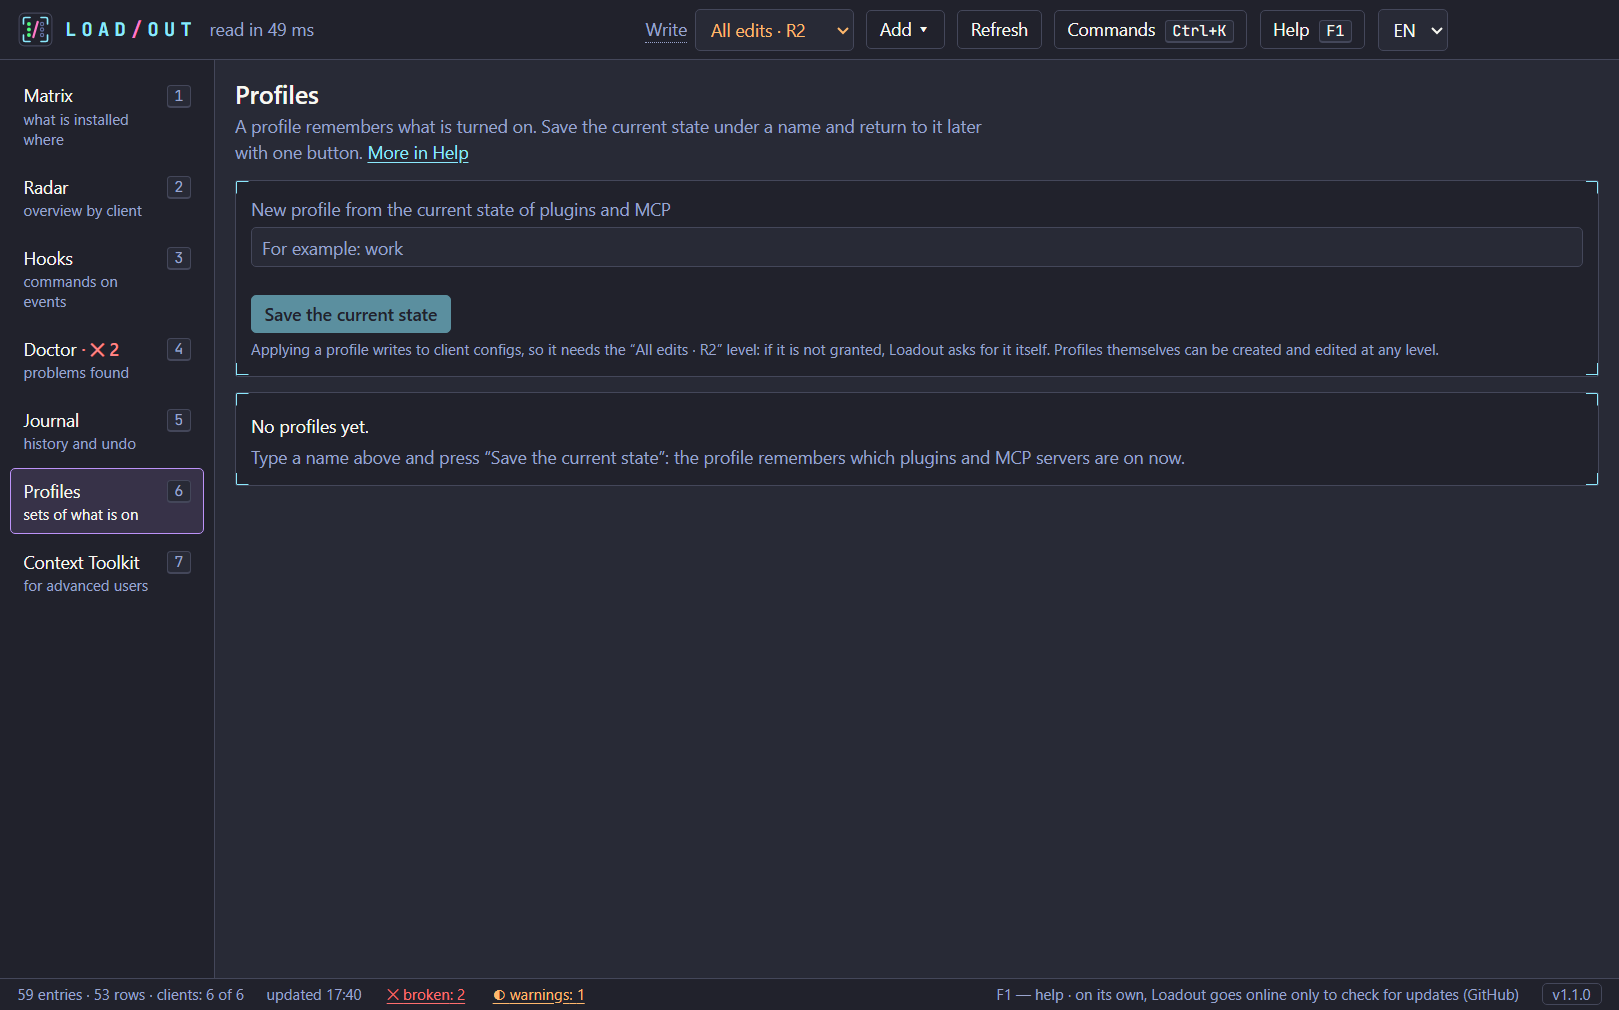 LOAD/OUT
read in 49 ms
Write
All edits · R2
Add
Refresh
Commands Ctrl+K
Help F1
EN
Matrix 1
what is installed
where
Radar 2
overview by client
Hooks 3
commands on
events
Doctor · ✕ 2 4
problems found
Journal 5
history and undo
Profiles 6
sets of what is on
Context Toolkit 7
for advanced users
Profiles
A profile remembers what is turned on. Save the current state under a name and return to it later
with one button. More in Help
New profile from the current state of plugins and MCP
For example: work
Save the current state
Applying a profile writes to client configs, so it needs the “All edits · R2” level: if it is not granted, Loadout asks for it itself. Profiles themselves can be created and edited at any level.
No profiles yet.
Type a name above and press “Save the current state”: the profile remembers which plugins and MCP servers are on now.
59 entries · 53 rows · clients: 6 of 6
updated 17:40
✕ broken: 2
◐ warnings: 1
F1 — help · on its own, Loadout goes online only to check for updates (GitHub)
v1.1.0